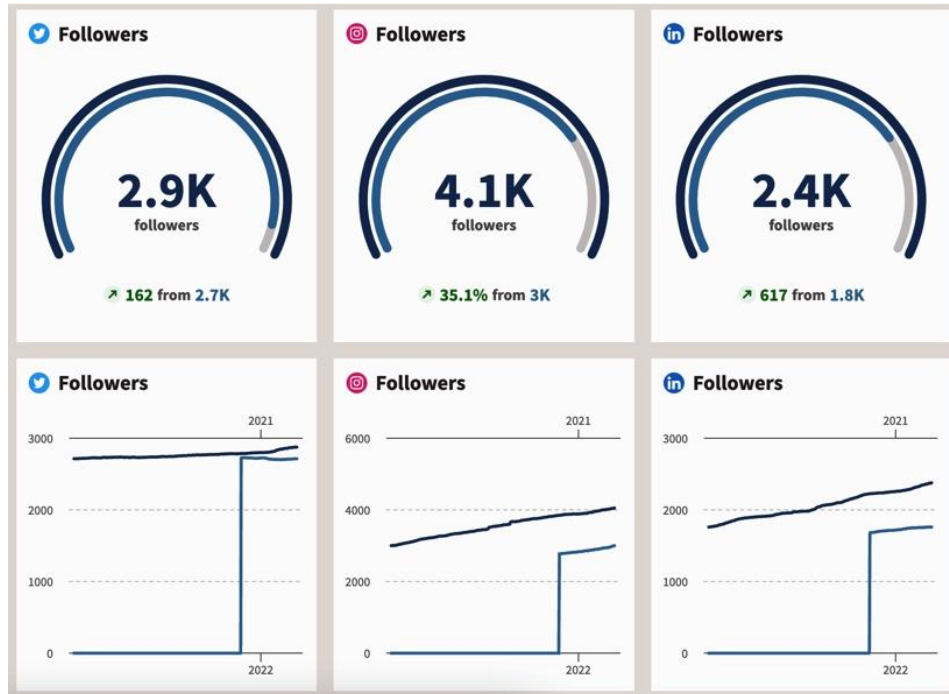 Followers
2.9K
followers
162 from 2.7K
Followers
4.1K
followers
35.1% from 3K
in Followers
2.4K
followers
617 from 1.8K
Followers
2021
3000
2000
1000
0
2022
Followers
2021
6000
4000
2000
0
2022
in Followers
2021
3000
2000
1000
0
2022